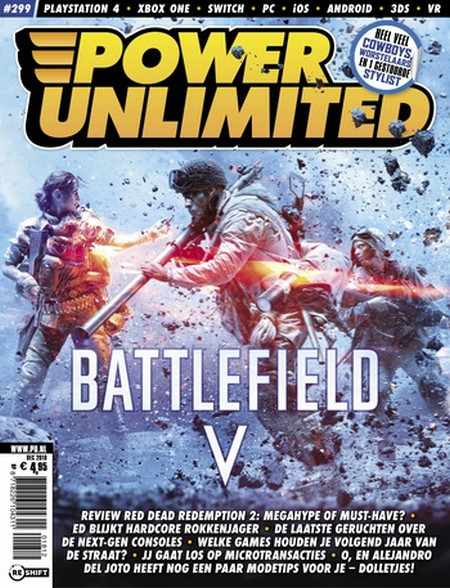 #299 PLAYSTATION 4 • XBOX ONE • SWITCH • PC • iOS • ANDROID • 3DS • VR
POWER
UNLIMITED
HEEL VEEL
COWBOYS,
WORSTELAARS
EN 1 GESTOORDE
STYLIST
BATTLEFIELD
V
WWW.PU.NL
DEC 2018
€ 4,95
REVIEW RED DEAD REDEMPTION 2: MEGAHYPE OF MUST-HAVE? •
ED BLIJKT HARDCORE ROKKENJAGER • DE LAATSTE GERUCHTEN OVER
DE NEXT-GEN CONSOLES • WELKE GAMES HOUDEN JE VOLGEND JAAR VAN
DE STRAAT? • JJ GAAT LOS OP MICROTRANSACTIES • O, EN ALEJANDRO
DEL JOTO HEEFT NOG EEN PAAR MODETIPS VOOR JE – DOLLETJES!
RESHIFT